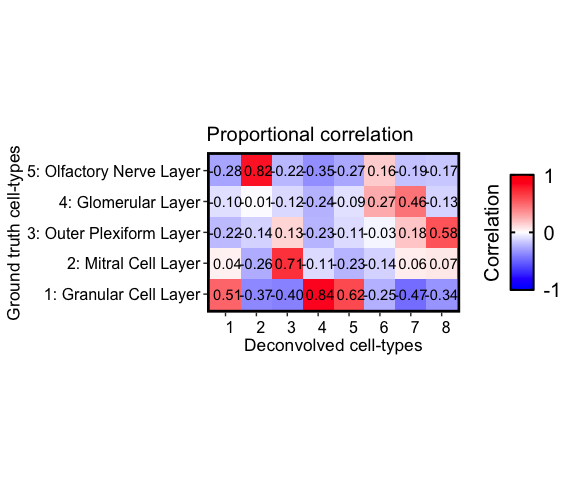 Proportional correlation
Ground truth cell-types
5: Olfactory Nerve Layer -0.28 0.82 -0.22 -0.35 -0.27 0.16 -0.19 -0.17
4: Glomerular Layer -0.10 -0.01 -0.12 -0.24 -0.09 0.27 0.46 -0.13
3: Outer Plexiform Layer -0.22 -0.14 0.13 -0.23 -0.11 -0.03 0.18 0.58
2: Mitral Cell Layer 0.04 -0.26 0.71 -0.11 -0.23 -0.14 0.06 0.07
1: Granular Cell Layer 0.51 -0.37 -0.40 0.84 0.62 -0.25 -0.47 -0.34
1 2 3 4 5 6 7 8
Deconvolved cell-types
Correlation
1
0
-1